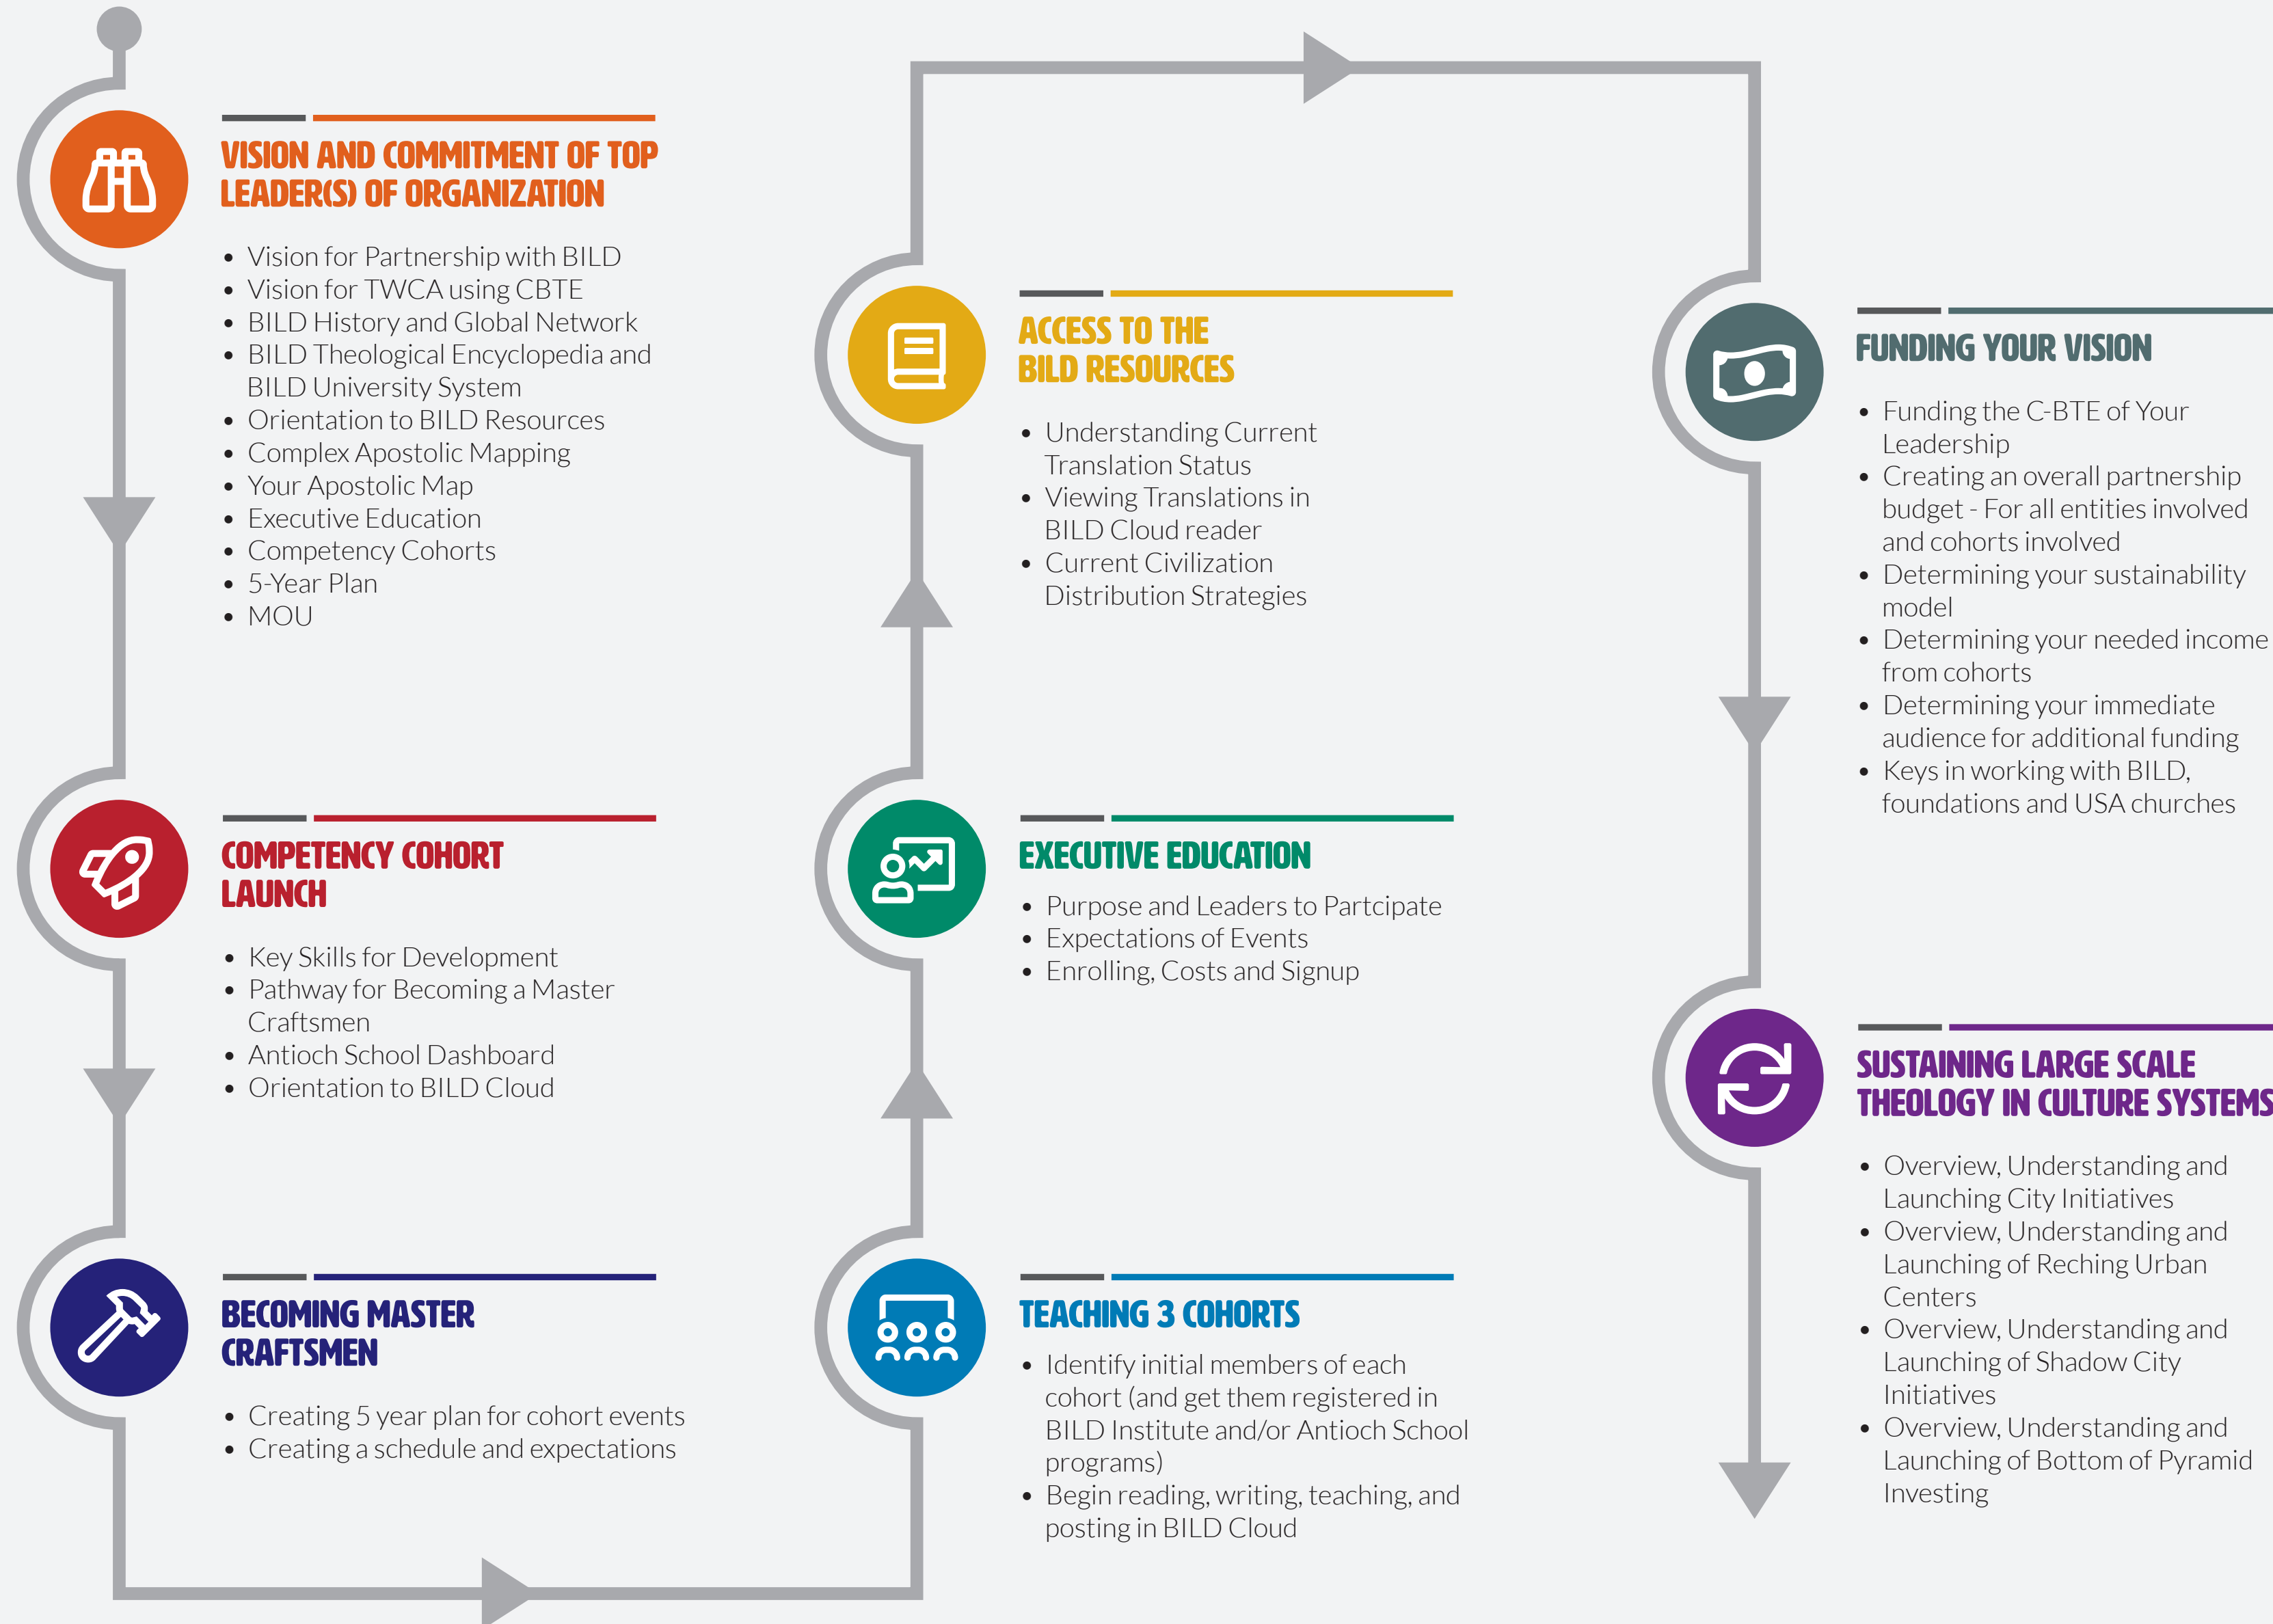 VISION AND COMMITMENT OF TOP
LEADER(S) OF ORGANIZATION
• Vision for Partnership with BILD
• Vision for TWCA using CBTE
• BILD History and Global Network
• BILD Theological Encyclopedia and
BILD University System
• Orientation to BILD Resources
• Complex Apostolic Mapping
• Your Apostolic Map
• Executive Education
• Competency Cohorts
• 5-Year Plan
• MOU
COMPETENCY COHORT
LAUNCH
• Key Skills for Development
• Pathway for Becoming a Master
Craftsmen
• Antioch School Dashboard
• Orientation to BILD Cloud
BECOMING MASTER
CRAFTSMEN
• Creating 5 year plan for cohort events
• Creating a schedule and expectations
TEACHING 3 COHORTS
• Identify initial members of each
cohort (and get them registered in
BILD Institute and/or Antioch School
programs)
• Begin reading, writing, teaching, and
posting in BILD Cloud
EXECUTIVE EDUCATION
• Purpose and Leaders to Partcipate
• Expectations of Events
• Enrolling, Costs and Signup
ACCESS TO THE
BILD RESOURCES
• Understanding Current
Translation Status
• Viewing Translations in
BILD Cloud reader
• Current Civilization
Distribution Strategies
FUNDING YOUR VISION
• Funding the C-BTE of Your
Leadership
• Creating an overall partnership
budget - For all entities involved
and cohorts involved
• Determining your sustainability
model
• Determining your needed income
from cohorts
• Determining your immediate
audience for additional funding
• Keys in working with BILD,
foundations and USA churches
SUSTAINING LARGE SCALE
THEOLOGY IN CULTURE SYSTEMS
• Overview, Understanding and
Launching City Initiatives
• Overview, Understanding and
Launching of Reching Urban
Centers
• Overview, Understanding and
Launching of Shadow City
Initiatives
• Overview, Understanding and
Launching of Bottom of Pyramid
Investing